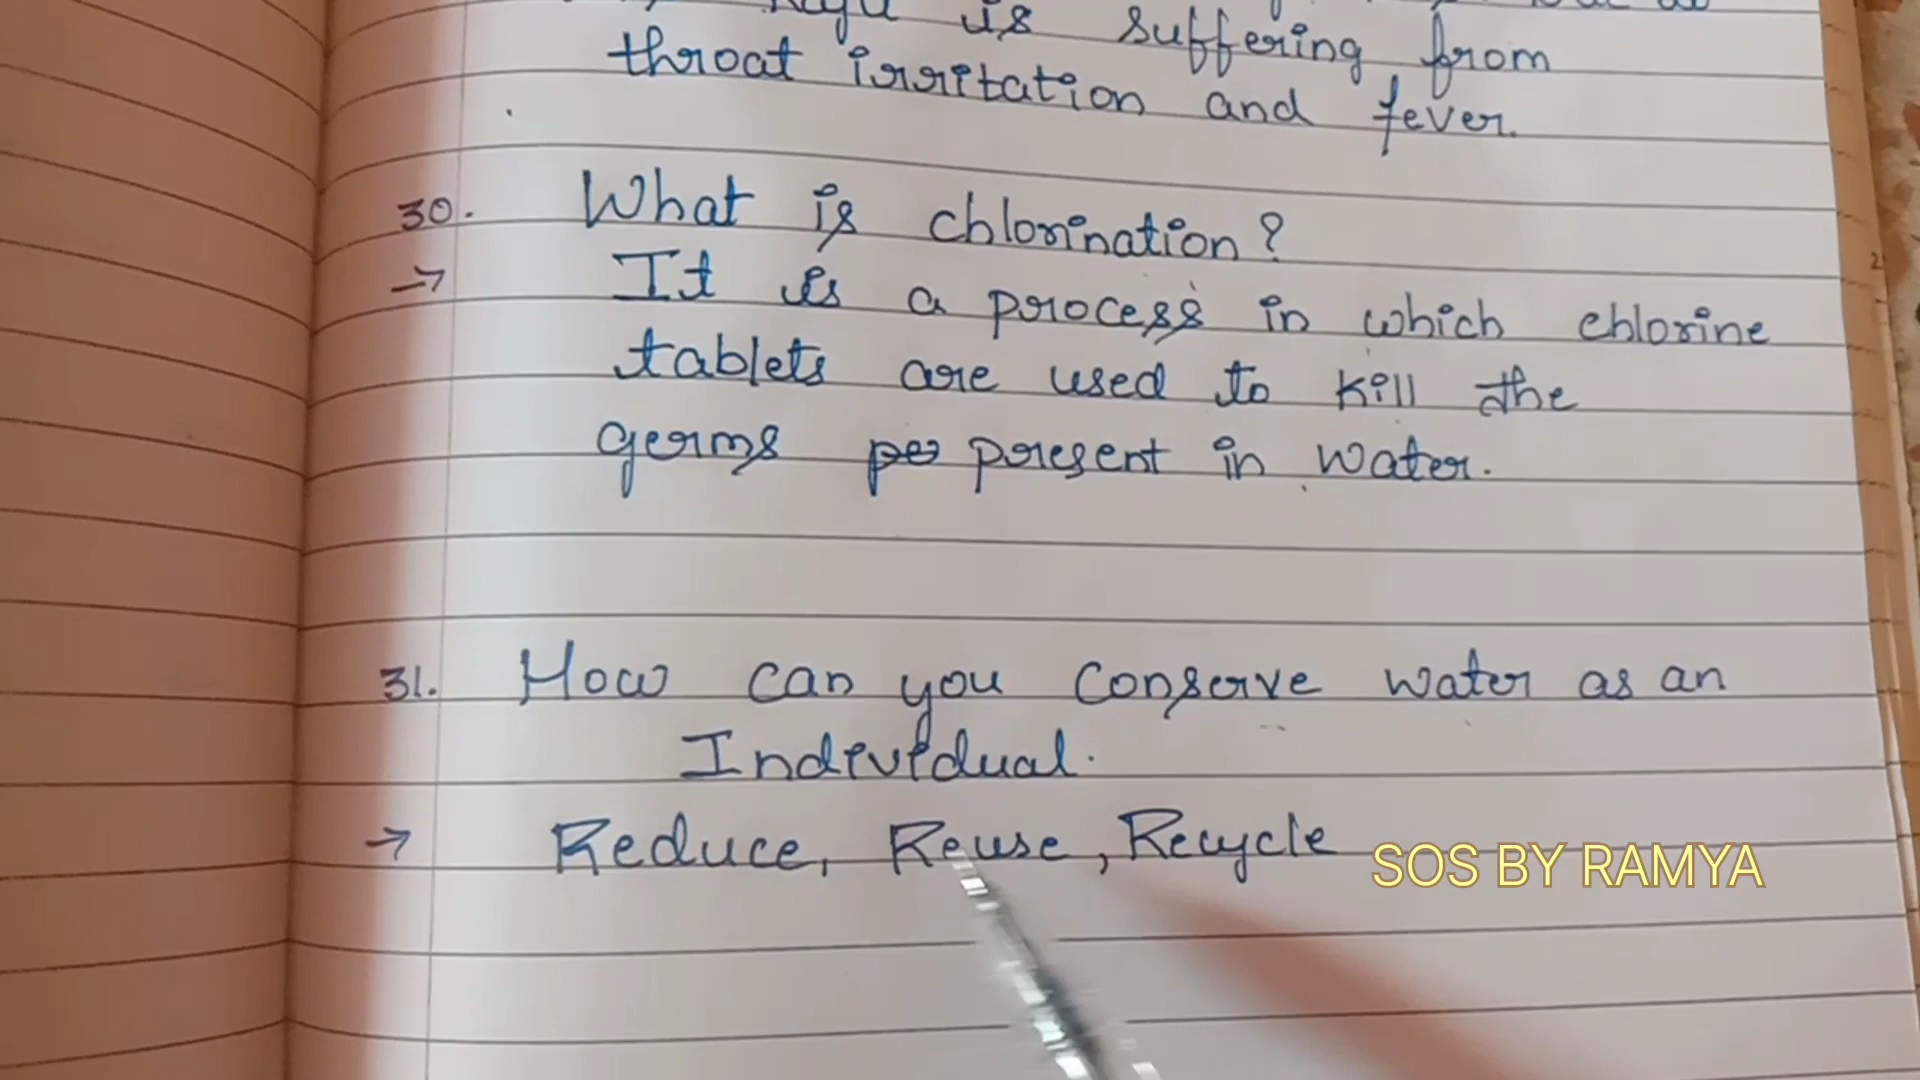 is suffering from
throat irritation and fever.
30. What is chlorination?
→ It is a process in which chlorine
tablets are used to kill the
germs pe present in water.
31. How can you conserve water as an
Individual.
→ Reduce, Reuse, Recycle
SOS BY RAMYA